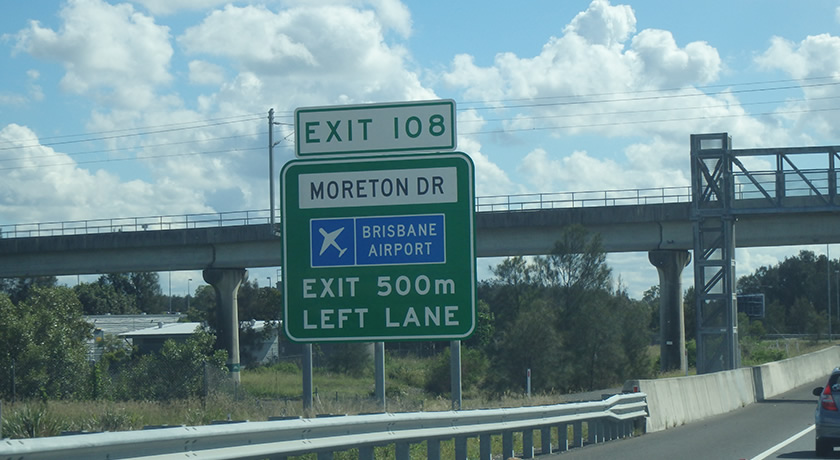 EXIT 108
MORETON DR
BRISBANE
AIRPORT
EXIT 500m
LEFT LANE